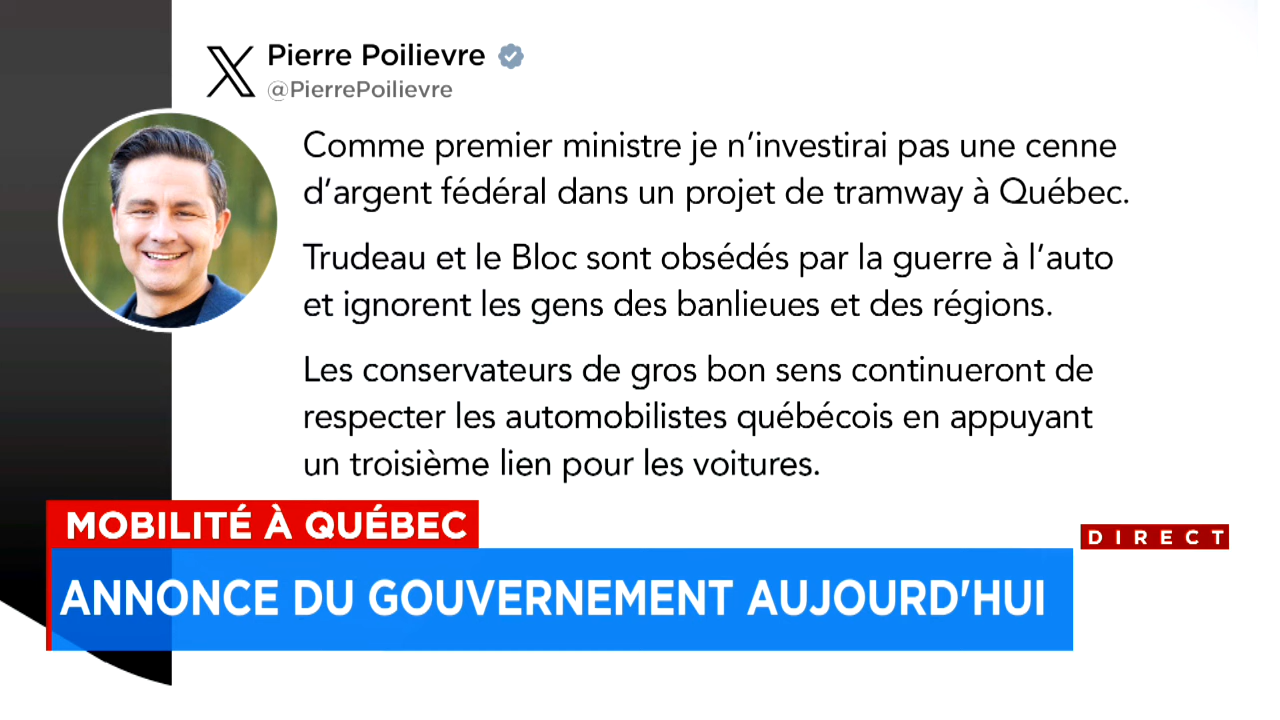 Pierre Poilievre
@PierrePoilievre
Comme premier ministre je n’investirai pas une cenne
d’argent fédéral dans un projet de tramway à Québec.
Trudeau et le Bloc sont obsédés par la guerre à l’auto
et ignorent les gens des banlieues et des régions.
Les conservateurs de gros bon sens continueront de
respecter les automobilistes québécois en appuyant
un troisième lien pour les voitures.
MOBILITÉ À QUÉBEC
DIRECT
ANNONCE DU GOUVERNEMENT AUJOURD'HUI